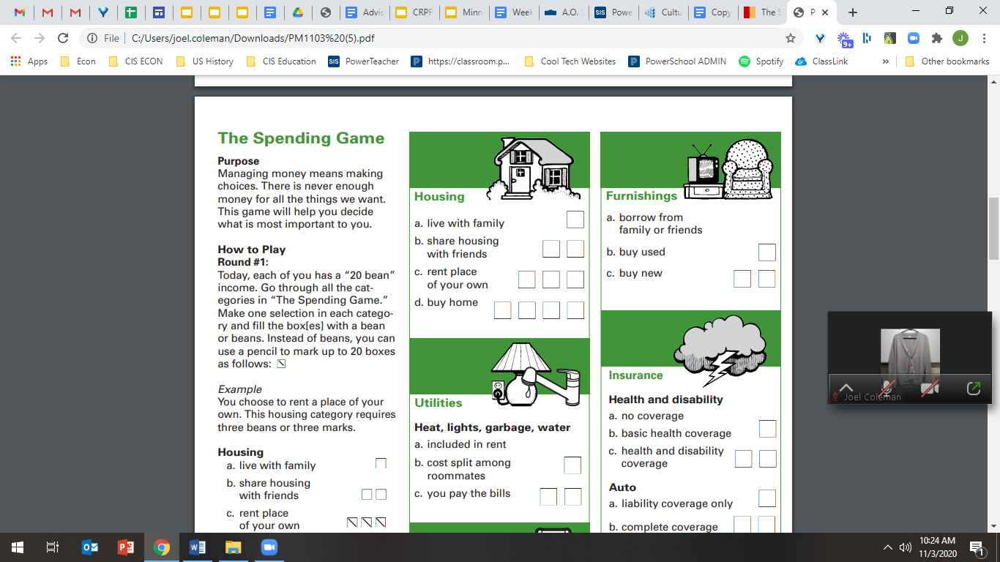 Advis
CRPF
Minn
Week
A.O.
SIS
Powe
Cultu
Copy
The S
P
File
C:/Users/joel.coleman/Downloads/PM1103%20(5).pdf
9+
J
Apps
Econ
CIS ECON
US History
CIS Education
SIS
PowerTeacher
P
https://classroom.p...
Cool Tech Websites
P
PowerSchool ADMIN
Spotify
ClassLink
»
Other bookmarks
The Spending Game
Purpose
Managing money means making
choices. There is never enough
money for all the things we want.
This game will help you decide
what is most important to you.
How to Play
Round #1:
Today, each of you has a “20 bean”
income. Go through all the cat-
egories in “The Spending Game.”
Make one selection in each catego-
ry and fill the box[es] with a bean
or beans. Instead of beans, you can
use a pencil to mark up to 20 boxes
as follows:
Example
You choose to rent a place of your
own. This housing category requires
three beans or three marks.
Housing
a. live with family
b. share housing
with friends
c. rent place
of your own
Housing
a. live with family
b. share housing
with friends
c. rent place
of your own
d. buy home
Utilities
Heat, lights, garbage, water
a. included in rent
b. cost split among
roommates
c. you pay the bills
Furnishings
a. borrow from
family or friends
b. buy used
c. buy new
Insurance
Health and disability
a. no coverage
b. basic health coverage
c. health and disability
coverage
Auto
a. liability coverage only
b. complete coverage
Joel Coleman
10:24 AM
11/3/2020
1